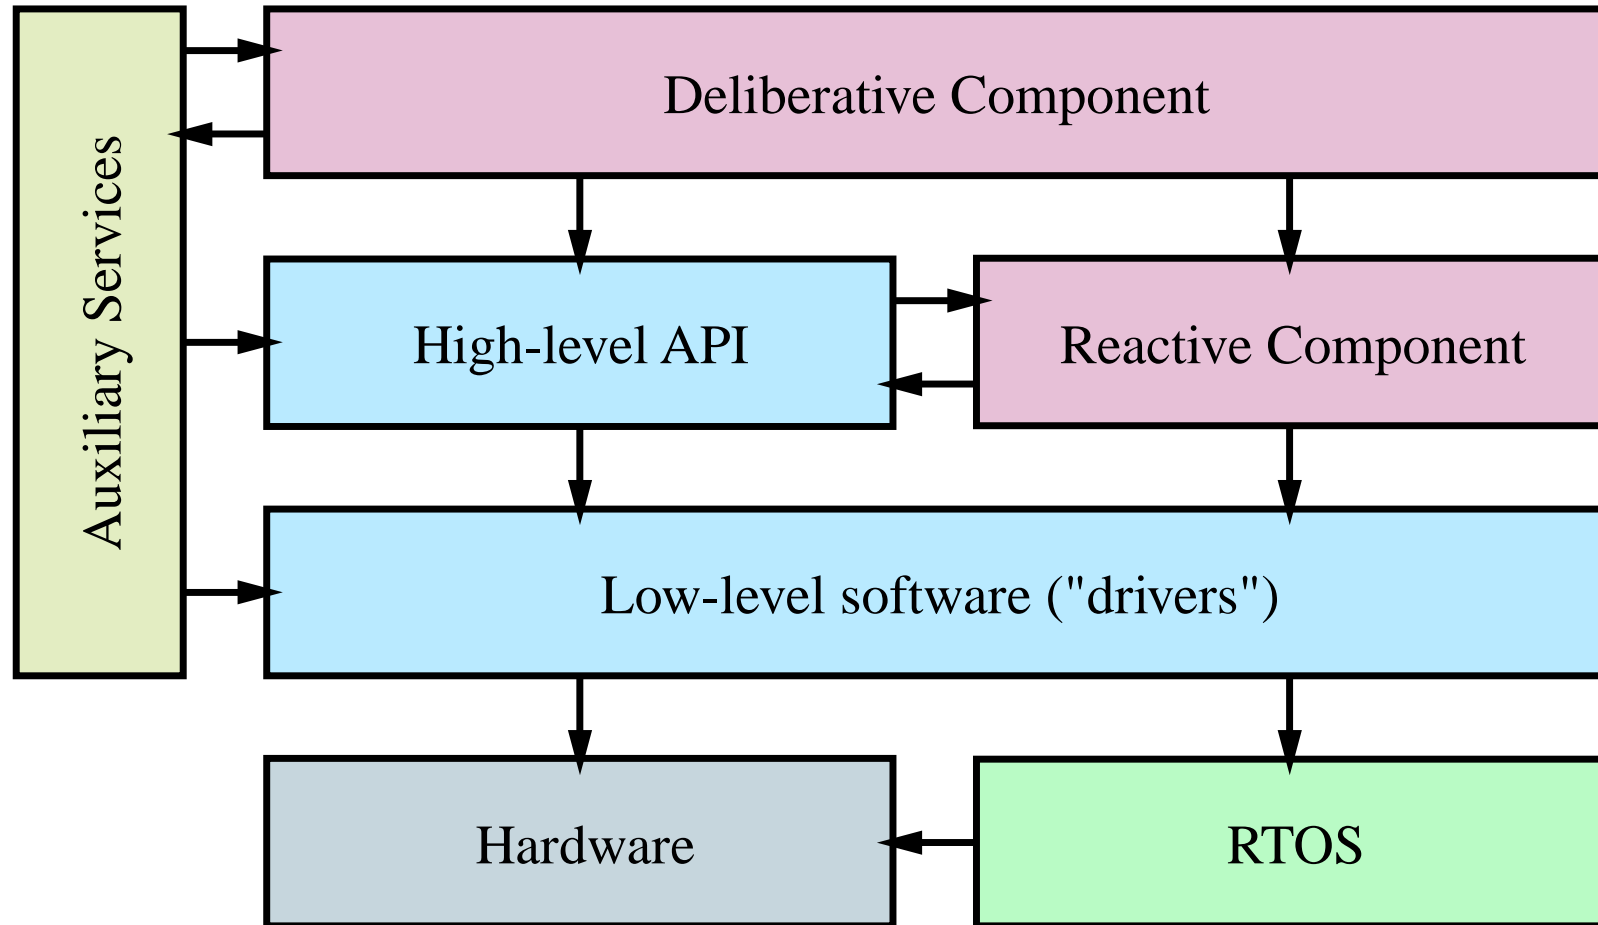 Auxiliary Services
Deliberative Component
High-level API
Reactive Component
Low-level software ("drivers")
Hardware
RTOS